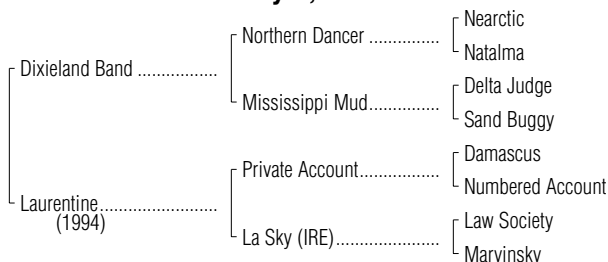 Nearctic
Northern Dancer ..............
Natalma
Dixieland Band .................
Delta Judge
Mississippi Mud...............
Sand Buggy
Damascus
Private Account.................
Numbered Account
Laurentine.........................
(1994)
Law Society
La Sky (IRE)......................
Marvinsky